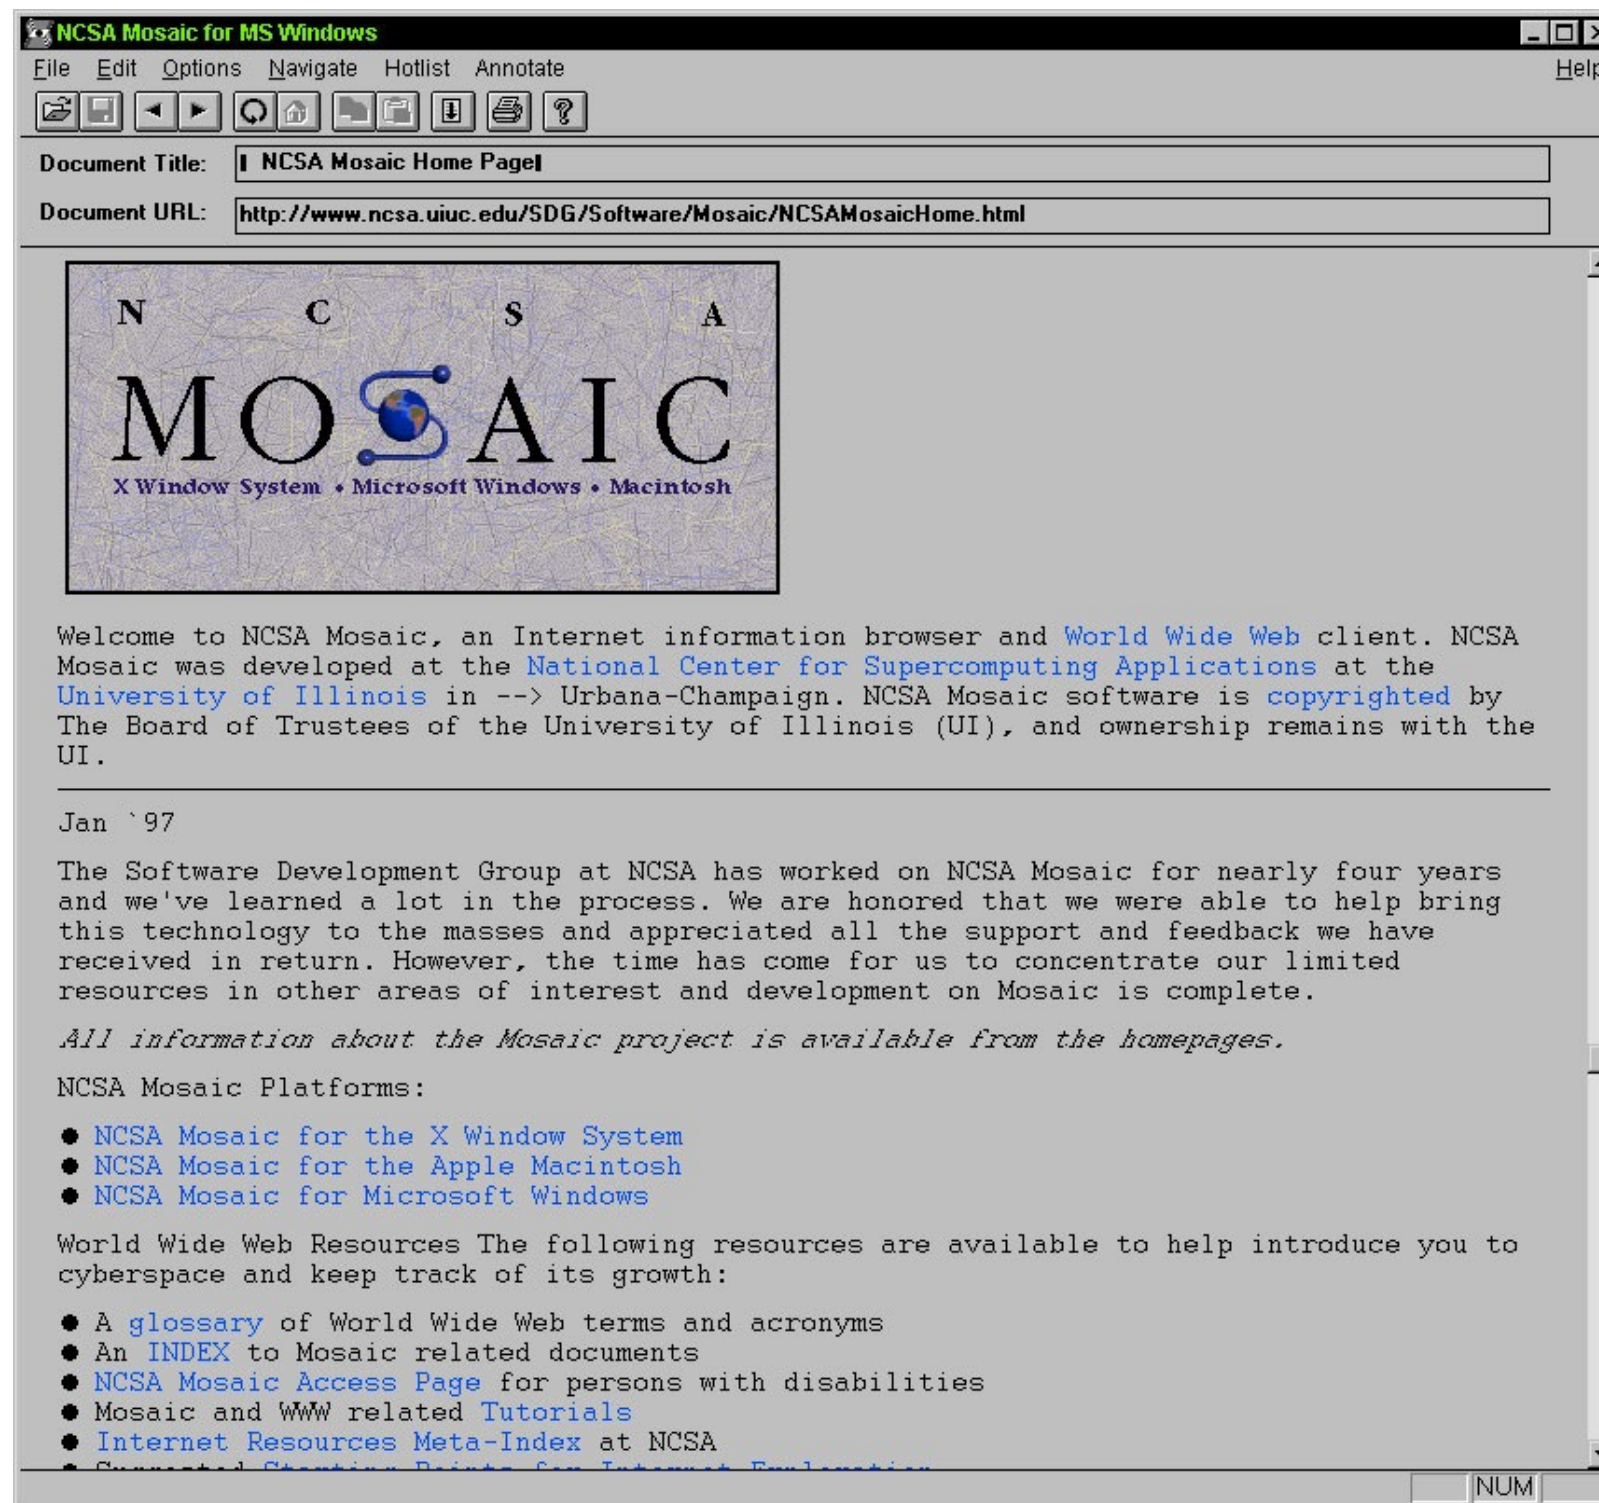 NCSA Mosaic for MS Windows
File Edit Options Navigate Hotlist Annotate Help
Document Title: NCSA Mosaic Home Page
Document URL: http://www.ncsa.uiuc.edu/SDG/Software/Mosaic/NCSAMosaicHome.html
N C S A
MOSAIC
X Window System • Microsoft Windows • Macintosh
Welcome to NCSA Mosaic, an Internet information browser and World Wide Web client. NCSA
Mosaic was developed at the National Center for Supercomputing Applications at the
University of Illinois in --> Urbana-Champaign. NCSA Mosaic software is copyrighted by
The Board of Trustees of the University of Illinois (UI), and ownership remains with the
UI.
Jan `97
The Software Development Group at NCSA has worked on NCSA Mosaic for nearly four years
and we've learned a lot in the process. We are honored that we were able to help bring
this technology to the masses and appreciated all the support and feedback we have
received in return. However, the time has come for us to concentrate our limited
resources in other areas of interest and development on Mosaic is complete.
All information about the Mosaic project is available from the homepages.
NCSA Mosaic Platforms:
● NCSA Mosaic for the X Window System
● NCSA Mosaic for the Apple Macintosh
● NCSA Mosaic for Microsoft Windows
World Wide Web Resources The following resources are available to help introduce you to
cyberspace and keep track of its growth:
● A glossary of World Wide Web terms and acronyms
● An INDEX to Mosaic related documents
● NCSA Mosaic Access Page for persons with disabilities
● Mosaic and WWW related Tutorials
● Internet Resources Meta-Index at NCSA
● Suggested Starting Points for Internet Exploration
NUM